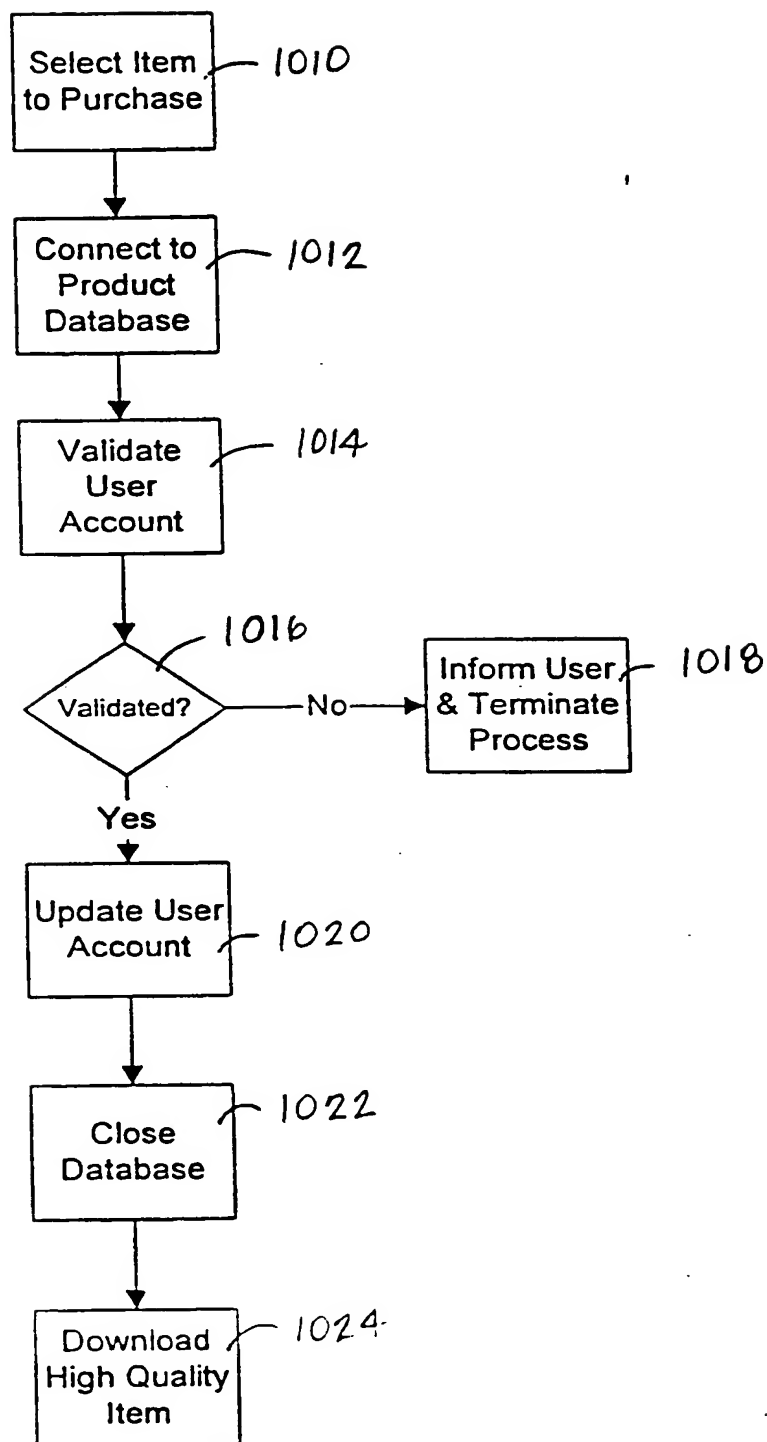 Select Item
to Purchase
1010
Connect to
Product
Database
1012
Validate
User
Account
1014
Validated?
1016
No
Inform User
& Terminate
Process
1018
Yes
Update User
Account
1020
Close
Database
1022
Download
High Quality
Item
1024